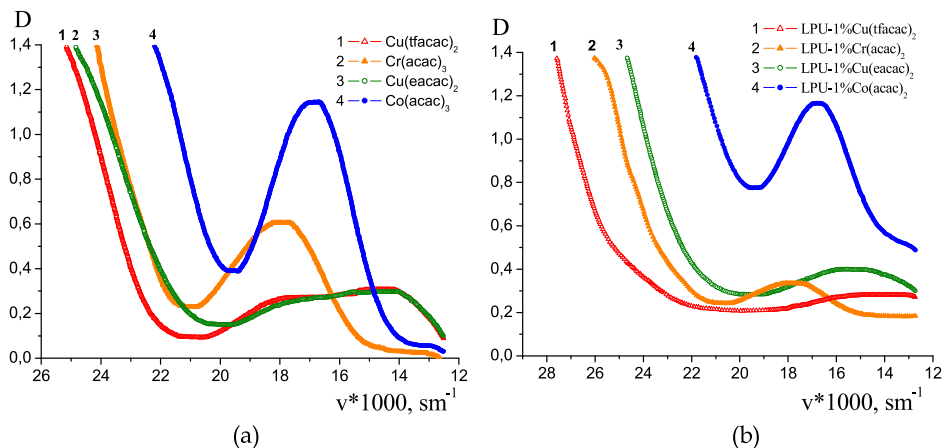 D
1 2 3 4
1 Cu(tfacac)₂
2 Cr(acac)₃
3 Cu(eacac)₂
4 Co(acac)₃
1,4
1,2
1,0
0,8
0,6
0,4
0,2
0,0
26 24 22 20 18 16 14 12
ν*1000, sm⁻¹
(a)
D
1 2 3 4
1 LPU-1%Cu(tfacac)₂
2 LPU-1%Cr(acac)₂
3 LPU-1%Cu(eacac)₂
4 LPU-1%Co(acac)₂
1,4
1,2
1,0
0,8
0,6
0,4
0,2
0,0
28 26 24 22 20 18 16 14 12
ν*1000, sm⁻¹
(b)